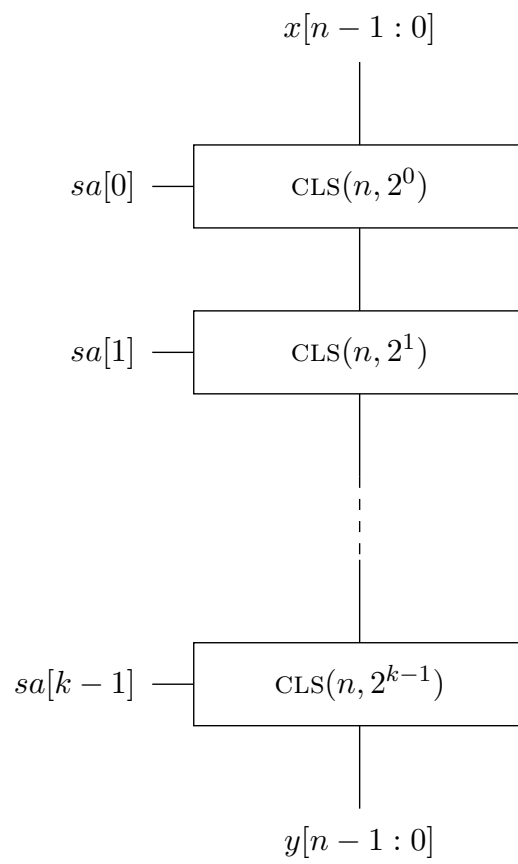 x[n − 1 : 0]
sa[0] CLS(n, 2^0)
sa[1] CLS(n, 2^1)
sa[k − 1] CLS(n, 2^{k−1})
y[n − 1 : 0]